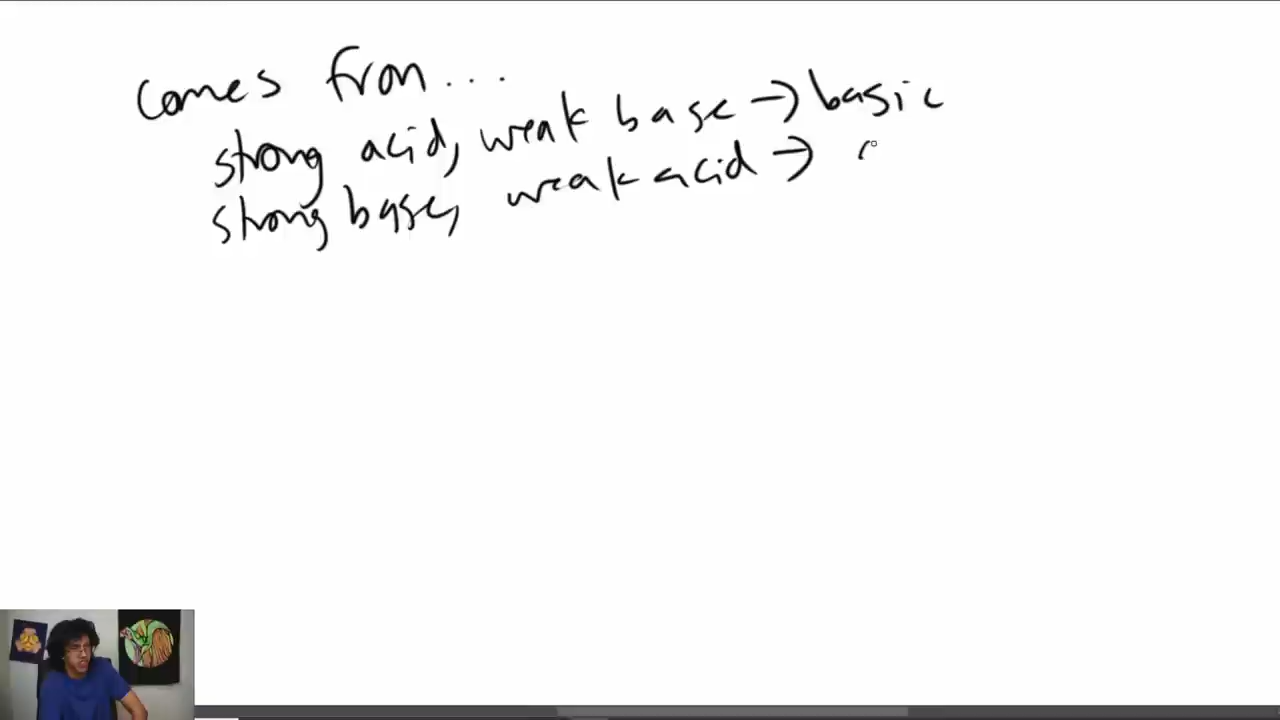 comes from...
strong acid, weak base → basic
strong base, weak acid →